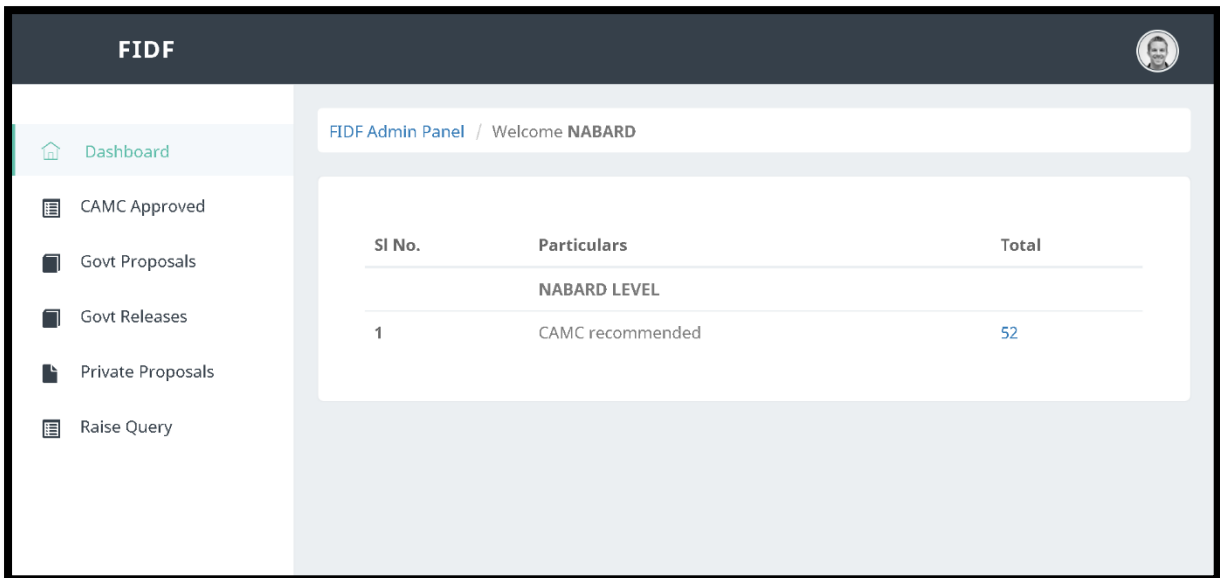 FIDF
Dashboard
CAMC Approved
Govt Proposals
Govt Releases
Private Proposals
Raise Query
FIDF Admin Panel / Welcome NABARD
Sl No. Particulars Total
NABARD LEVEL
1 CAMC recommended 52